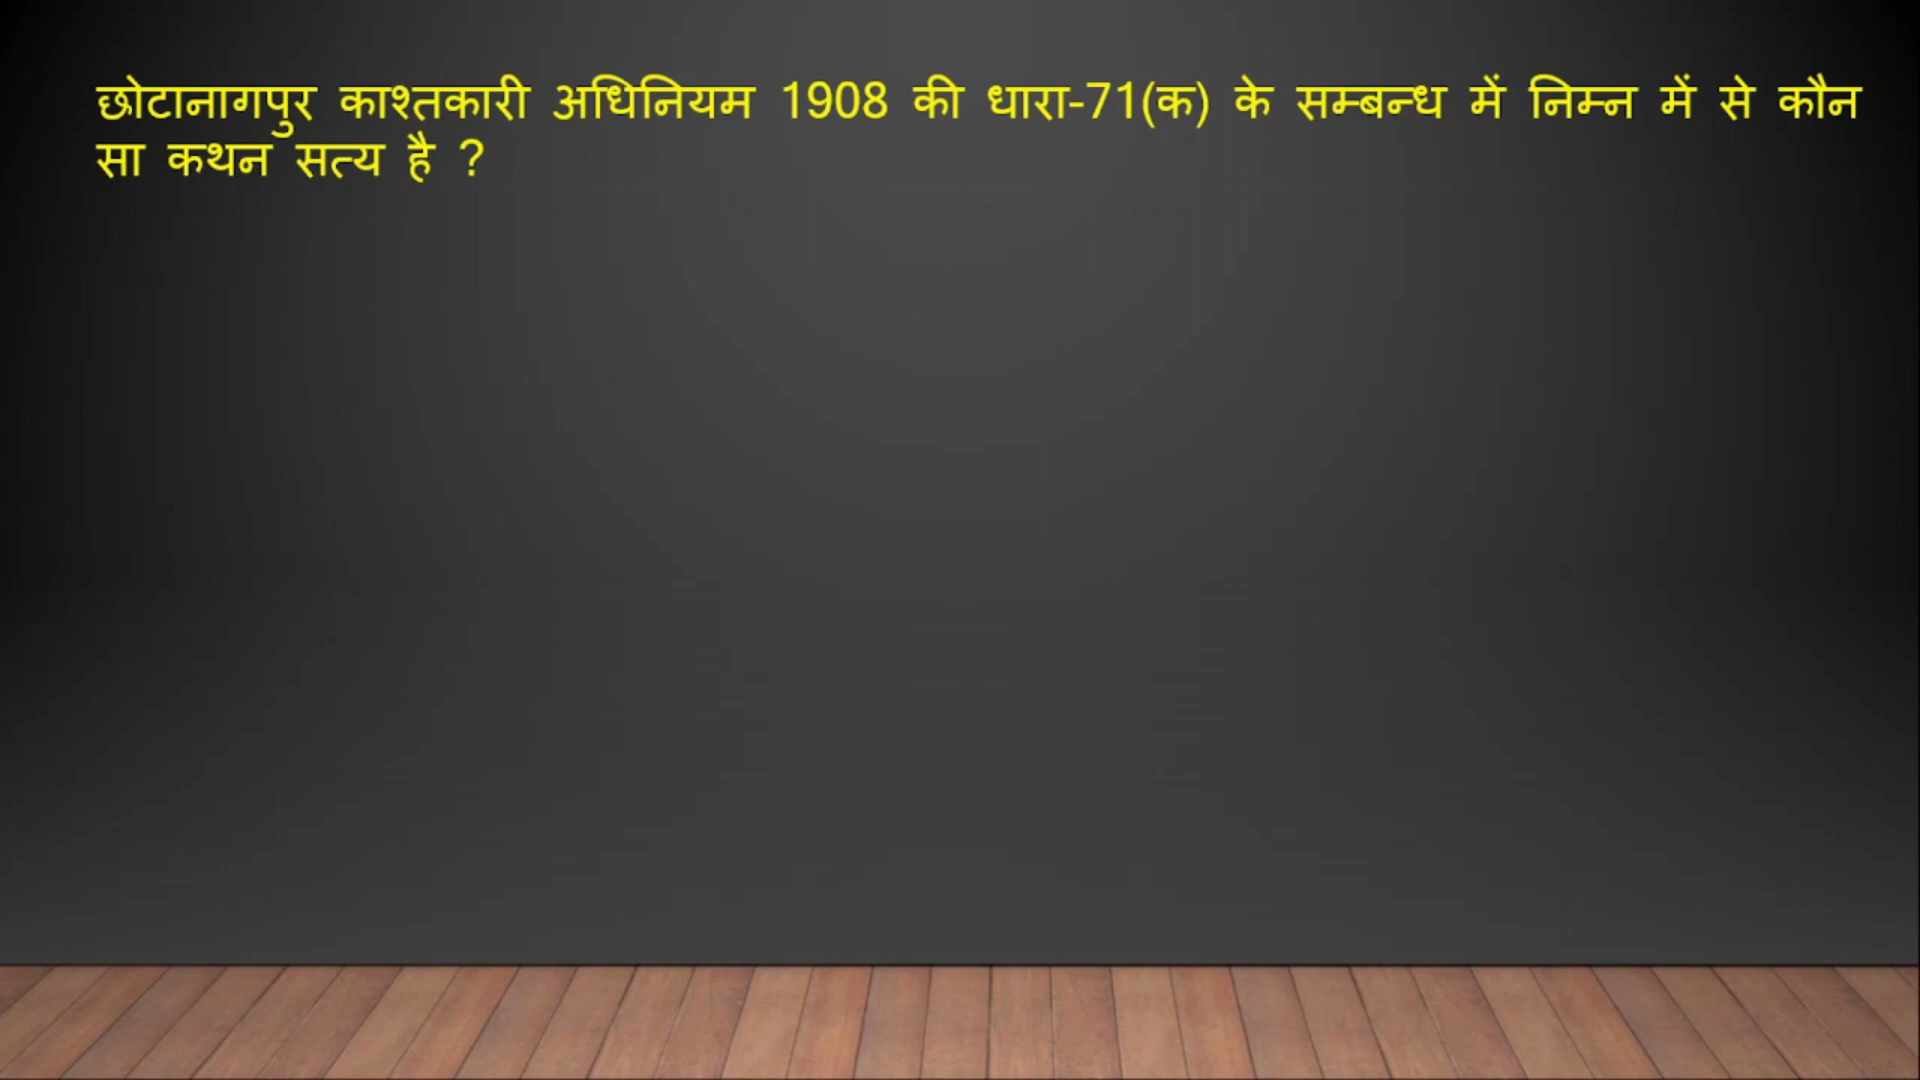 छोटानागपुर काश्तकारी अधिनियम 1908 की धारा-71(क) के सम्बन्ध में निम्न में से कौन
सा कथन सत्य है ?